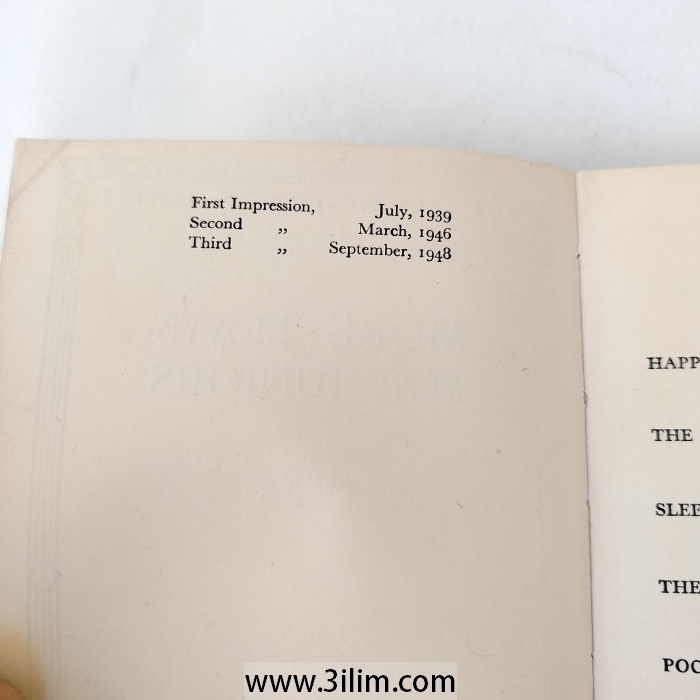 First Impression, July, 1939
Second ,, March, 1946
Third ,, September, 1948
HAPP
THE
SLEE
THE
POC
www.3ilim.com